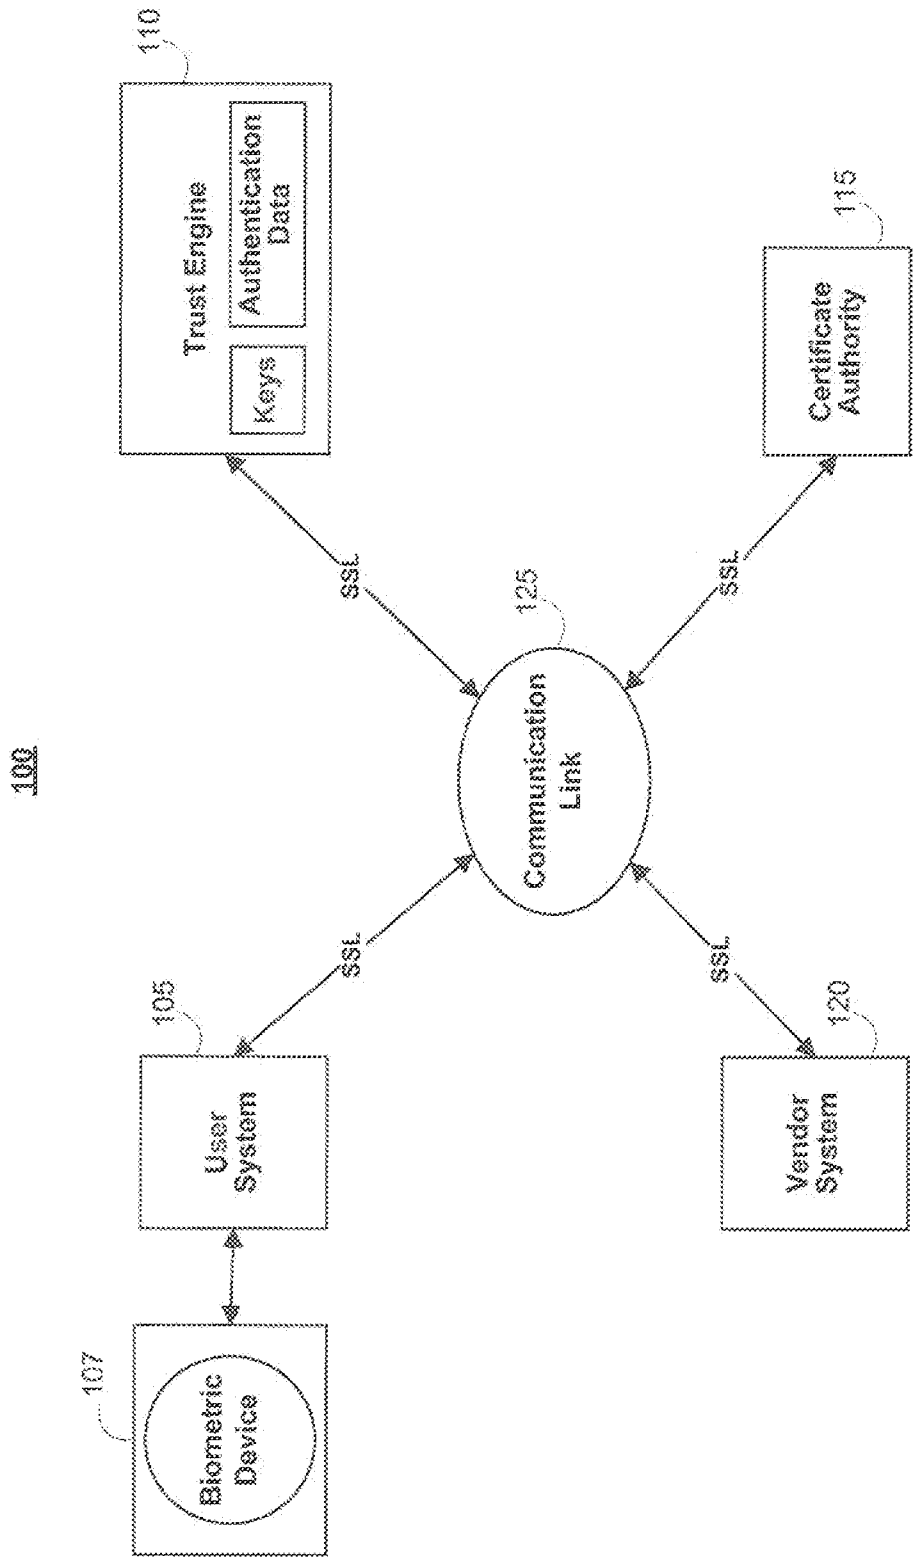 100
107
Biometric
Device
105
User
System
110
Trust Engine
Keys
Authentication
Data
SSL
SSL
125
Communication
Link
SSL
SSL
120
Vendor
System
115
Certificate
Authority